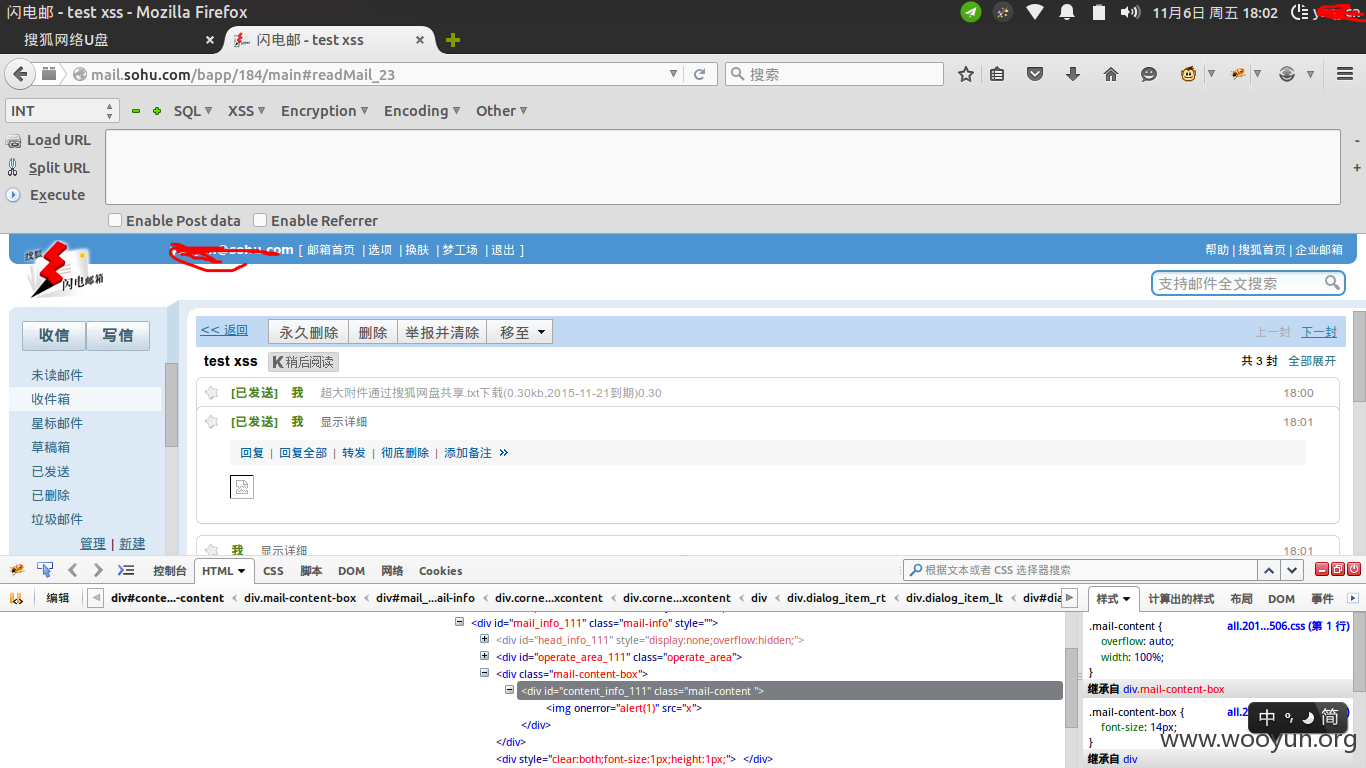 闪电邮 - test xss - Mozilla Firefox
11月6日 周五 18:02
搜狐网络U盘 × 闪电邮 - test xss ×
mail.sohu.com/bapp/184/main#readMail_23
搜索
INT SQL XSS Encryption Encoding Other
Load URL
Split URL
Execute
Enable Post data Enable Referrer
@sohu.com [ 邮箱首页 | 选项 | 换肤 | 梦工场 | 退出 ]
帮助 | 搜狐首页 | 企业邮箱
搜狐
闪电邮箱
支持邮件全文搜索
收信 写信
未读邮件
收件箱
星标邮件
草稿箱
已发送
已删除
垃圾邮件
管理 | 新建
<< 返回 永久删除 删除 举报并清除 移至 上一封 下一封
test xss K稍后阅读 共 3 封 全部展开
[已发送] 我 超大附件通过搜狐网盘共享.txt下载(0.30kb,2015-11-21到期)0.30 18:00
[已发送] 我 显示详细 18:01
回复 | 回复全部 | 转发 | 彻底删除 | 添加备注 »
我 显示详细 18:01
控制台 HTML CSS 脚本 DOM 网络 Cookies
根据文本或者 CSS 选择器搜索
编辑 div#conte...-content < div.mail-content-box < div#mail_...ail-info < div.corne...xcontent < div.corne...xcontent < div < div.dialog_item_rt < div.dialog_item_lt < div#dia
样式 计算出的样式 布局 DOM 事件
<div id="mail_info_111" class="mail-info" style="">
<div id="head_info_111" style="display:none;overflow:hidden;">
<div id="operate_area_111" class="operate_area">
<div class="mail-content-box">
<div id="content_info_111" class="mail-content ">
<img onerror="alert(1)" src="x">
</div>
</div>
<div style="clear:both;font-size:1px;height:1px;"> </div>
.mail-content { all.201...506.css (第 1 行)
overflow: auto;
width: 100%;
}
继承自 div.mail-content-box
.mail-content-box { all.2
font-size: 14px;
}
继承自 div
中 简
www.wooyun.org